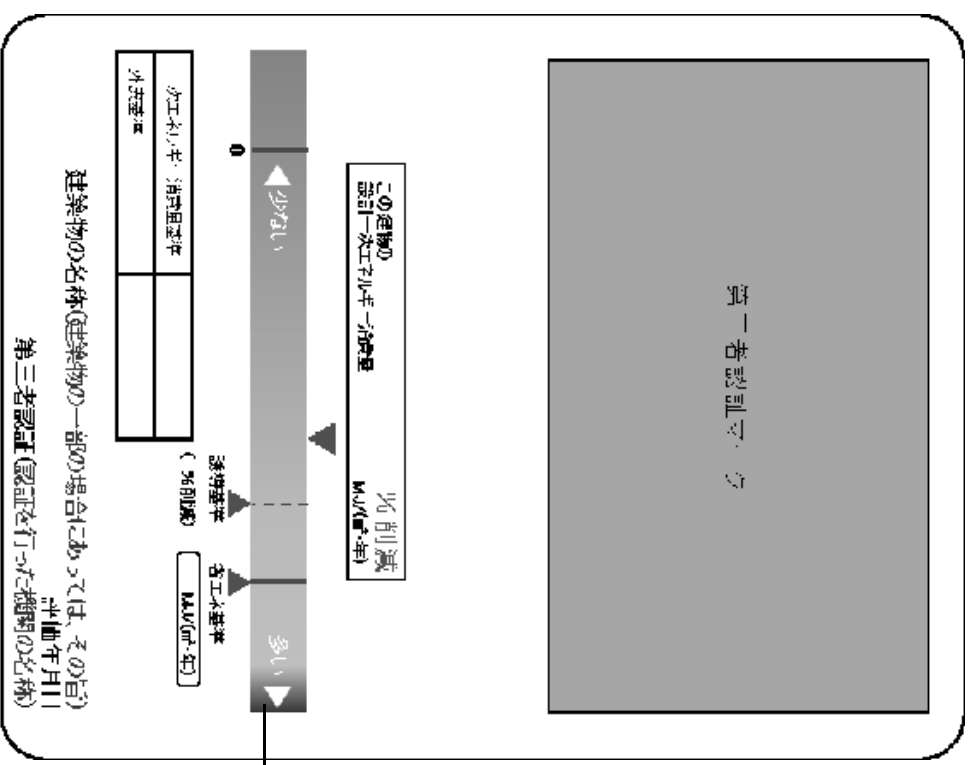 第三者認証マーク
この建物の
設計一次エネルギー消費量
％削減
MJ/(㎡・年)
少ない
多い
0
誘導基準
(　％削減)
省エネ基準
MJ/(㎡・年)
一次エネルギー消費量基準
外皮基準
建築物の名称(建築物の一部の場合にあっては、その旨)
評価年月日
第三者認証(認証を行った機関の名称)